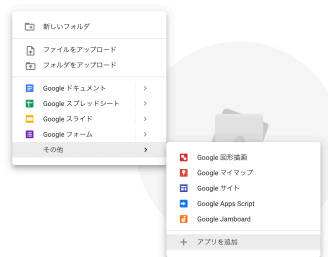 新しいフォルダ
ファイルをアップロード
フォルダをアップロード
Google ドキュメント
Google スプレッドシート
Google スライド
Google フォーム
その他
Google 図形描画
Google マイマップ
Google サイト
Google Apps Script
Google Jamboard
アプリを追加